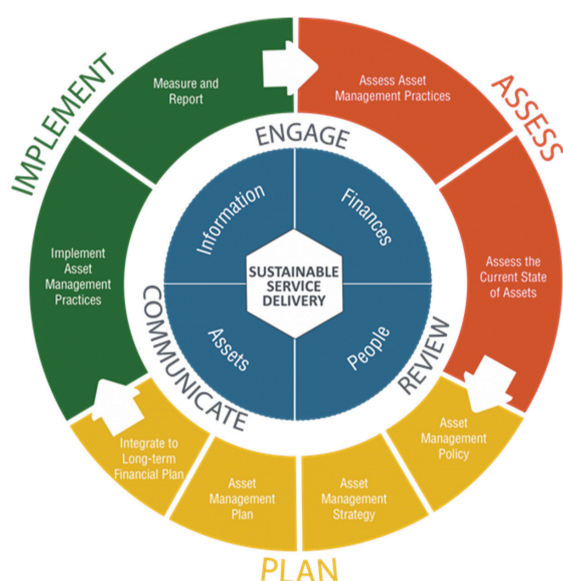 IMPLEMENT
Measure and
Report
Assess Asset
Management Practices
ASSESS
ENGAGE
Information
Finances
Implement
Asset
Management
Practices
SUSTAINABLE
SERVICE
DELIVERY
Assess the
Current State
of Assets
COMMUNICATE
Assets
People
REVIEW
Integrate to
Long-term
Financial Plan
Asset
Management
Plan
Asset
Management
Strategy
Asset
Management
Policy
PLAN